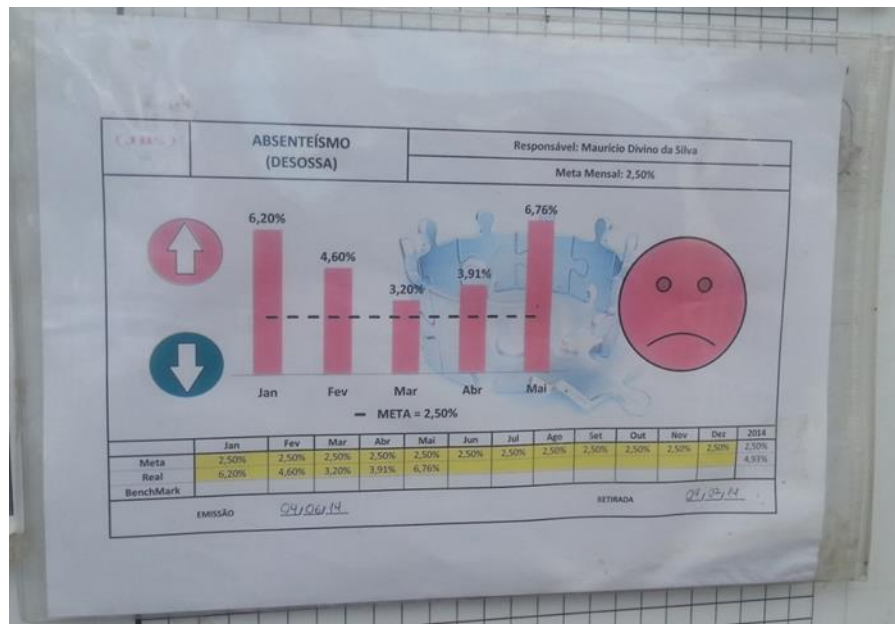 ABSENTEÍSMO
(DESOSSA)
Responsável: Maurício Divino da Silva
Meta Mensal: 2,50%
6,20%
4,60%
3,20%
3,91%
6,76%
Jan Fev Mar Abr Mai
META = 2,50%
Jan Fev Mar Abr Mai Jun Jul Ago Set Out Nov Dez 2014
Meta 2,50% 2,50% 2,50% 2,50% 2,50% 2,50% 2,50% 2,50% 2,50% 2,50% 2,50% 2,50% 2,50%
Real 6,20% 4,60% 3,20% 3,91% 6,76% 4,93%
BenchMark
EMISSÃO 04/06/14 RETIRADA